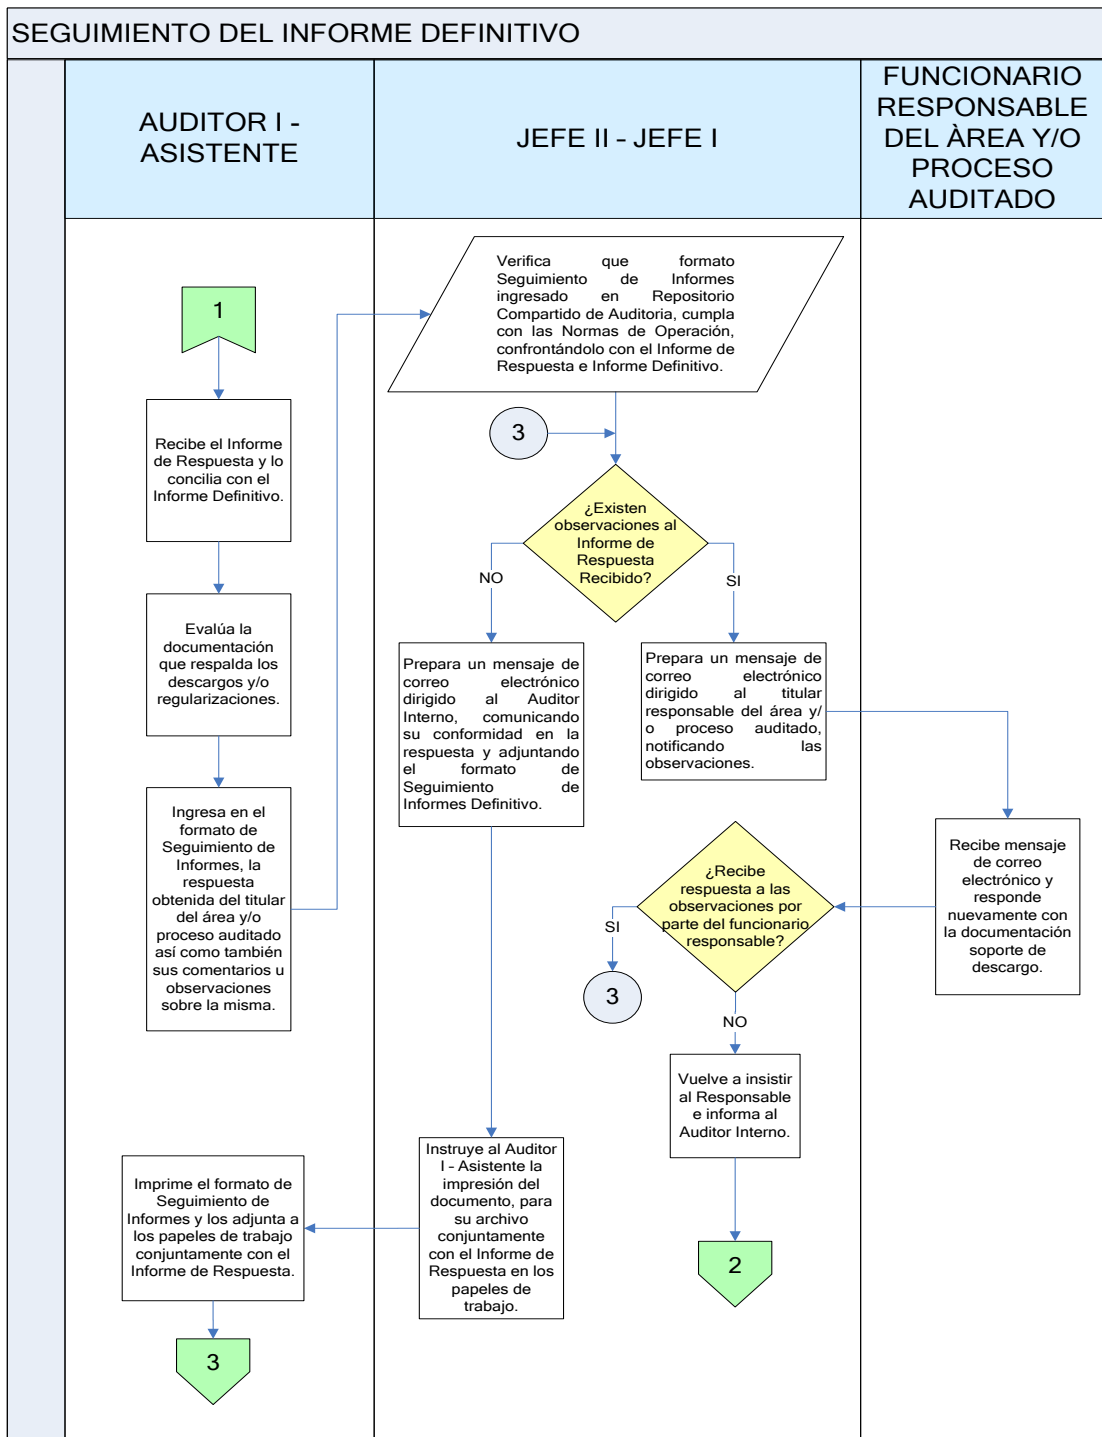 SEGUIMIENTO DEL INFORME DEFINITIVO
AUDITOR I -
ASISTENTE
JEFE II - JEFE I
FUNCIONARIO
RESPONSABLE
DEL ÀREA Y/O
PROCESO
AUDITADO
1
Recibe el Informe
de Respuesta y lo
concilia con el
Informe Definitivo.
Evalúa la
documentación
que respalda los
descargos y/o
regularizaciones.
Ingresa en el
formato de
Seguimiento de
Informes, la
respuesta
obtenida del titular
del área y/o
proceso auditado
así como también
sus comentarios u
observaciones
sobre la misma.
Verifica que formato
Seguimiento de Informes
ingresado en Repositorio
Compartido de Auditoria, cumpla
con las Normas de Operación,
confrontándolo con el Informe de
Respuesta e Informe Definitivo.
3
¿Existen
observaciones al
Informe de
Respuesta
Recibido?
NO
SI
Prepara un mensaje de
correo electrónico
dirigido al Auditor
Interno, comunicando
su conformidad en la
respuesta y adjuntando
el formato de
Seguimiento de
Informes Definitivo.
Prepara un mensaje de
correo electrónico
dirigido al titular
responsable del área y/
o proceso auditado,
notificando las
observaciones.
Recibe mensaje
de correo
electrónico y
responde
nuevamente con
la documentación
soporte de
descargo.
¿Recibe
respuesta a las
observaciones por
parte del funcionario
responsable?
SI
3
NO
Vuelve a insistir
al Responsable
e informa al
Auditor Interno.
2
Instruye al Auditor
I - Asistente la
impresión del
documento, para
su archivo
conjuntamente
con el Informe de
Respuesta en los
papeles de
trabajo.
Imprime el formato de
Seguimiento de
Informes y los adjunta a
los papeles de trabajo
conjuntamente con el
Informe de Respuesta.
3